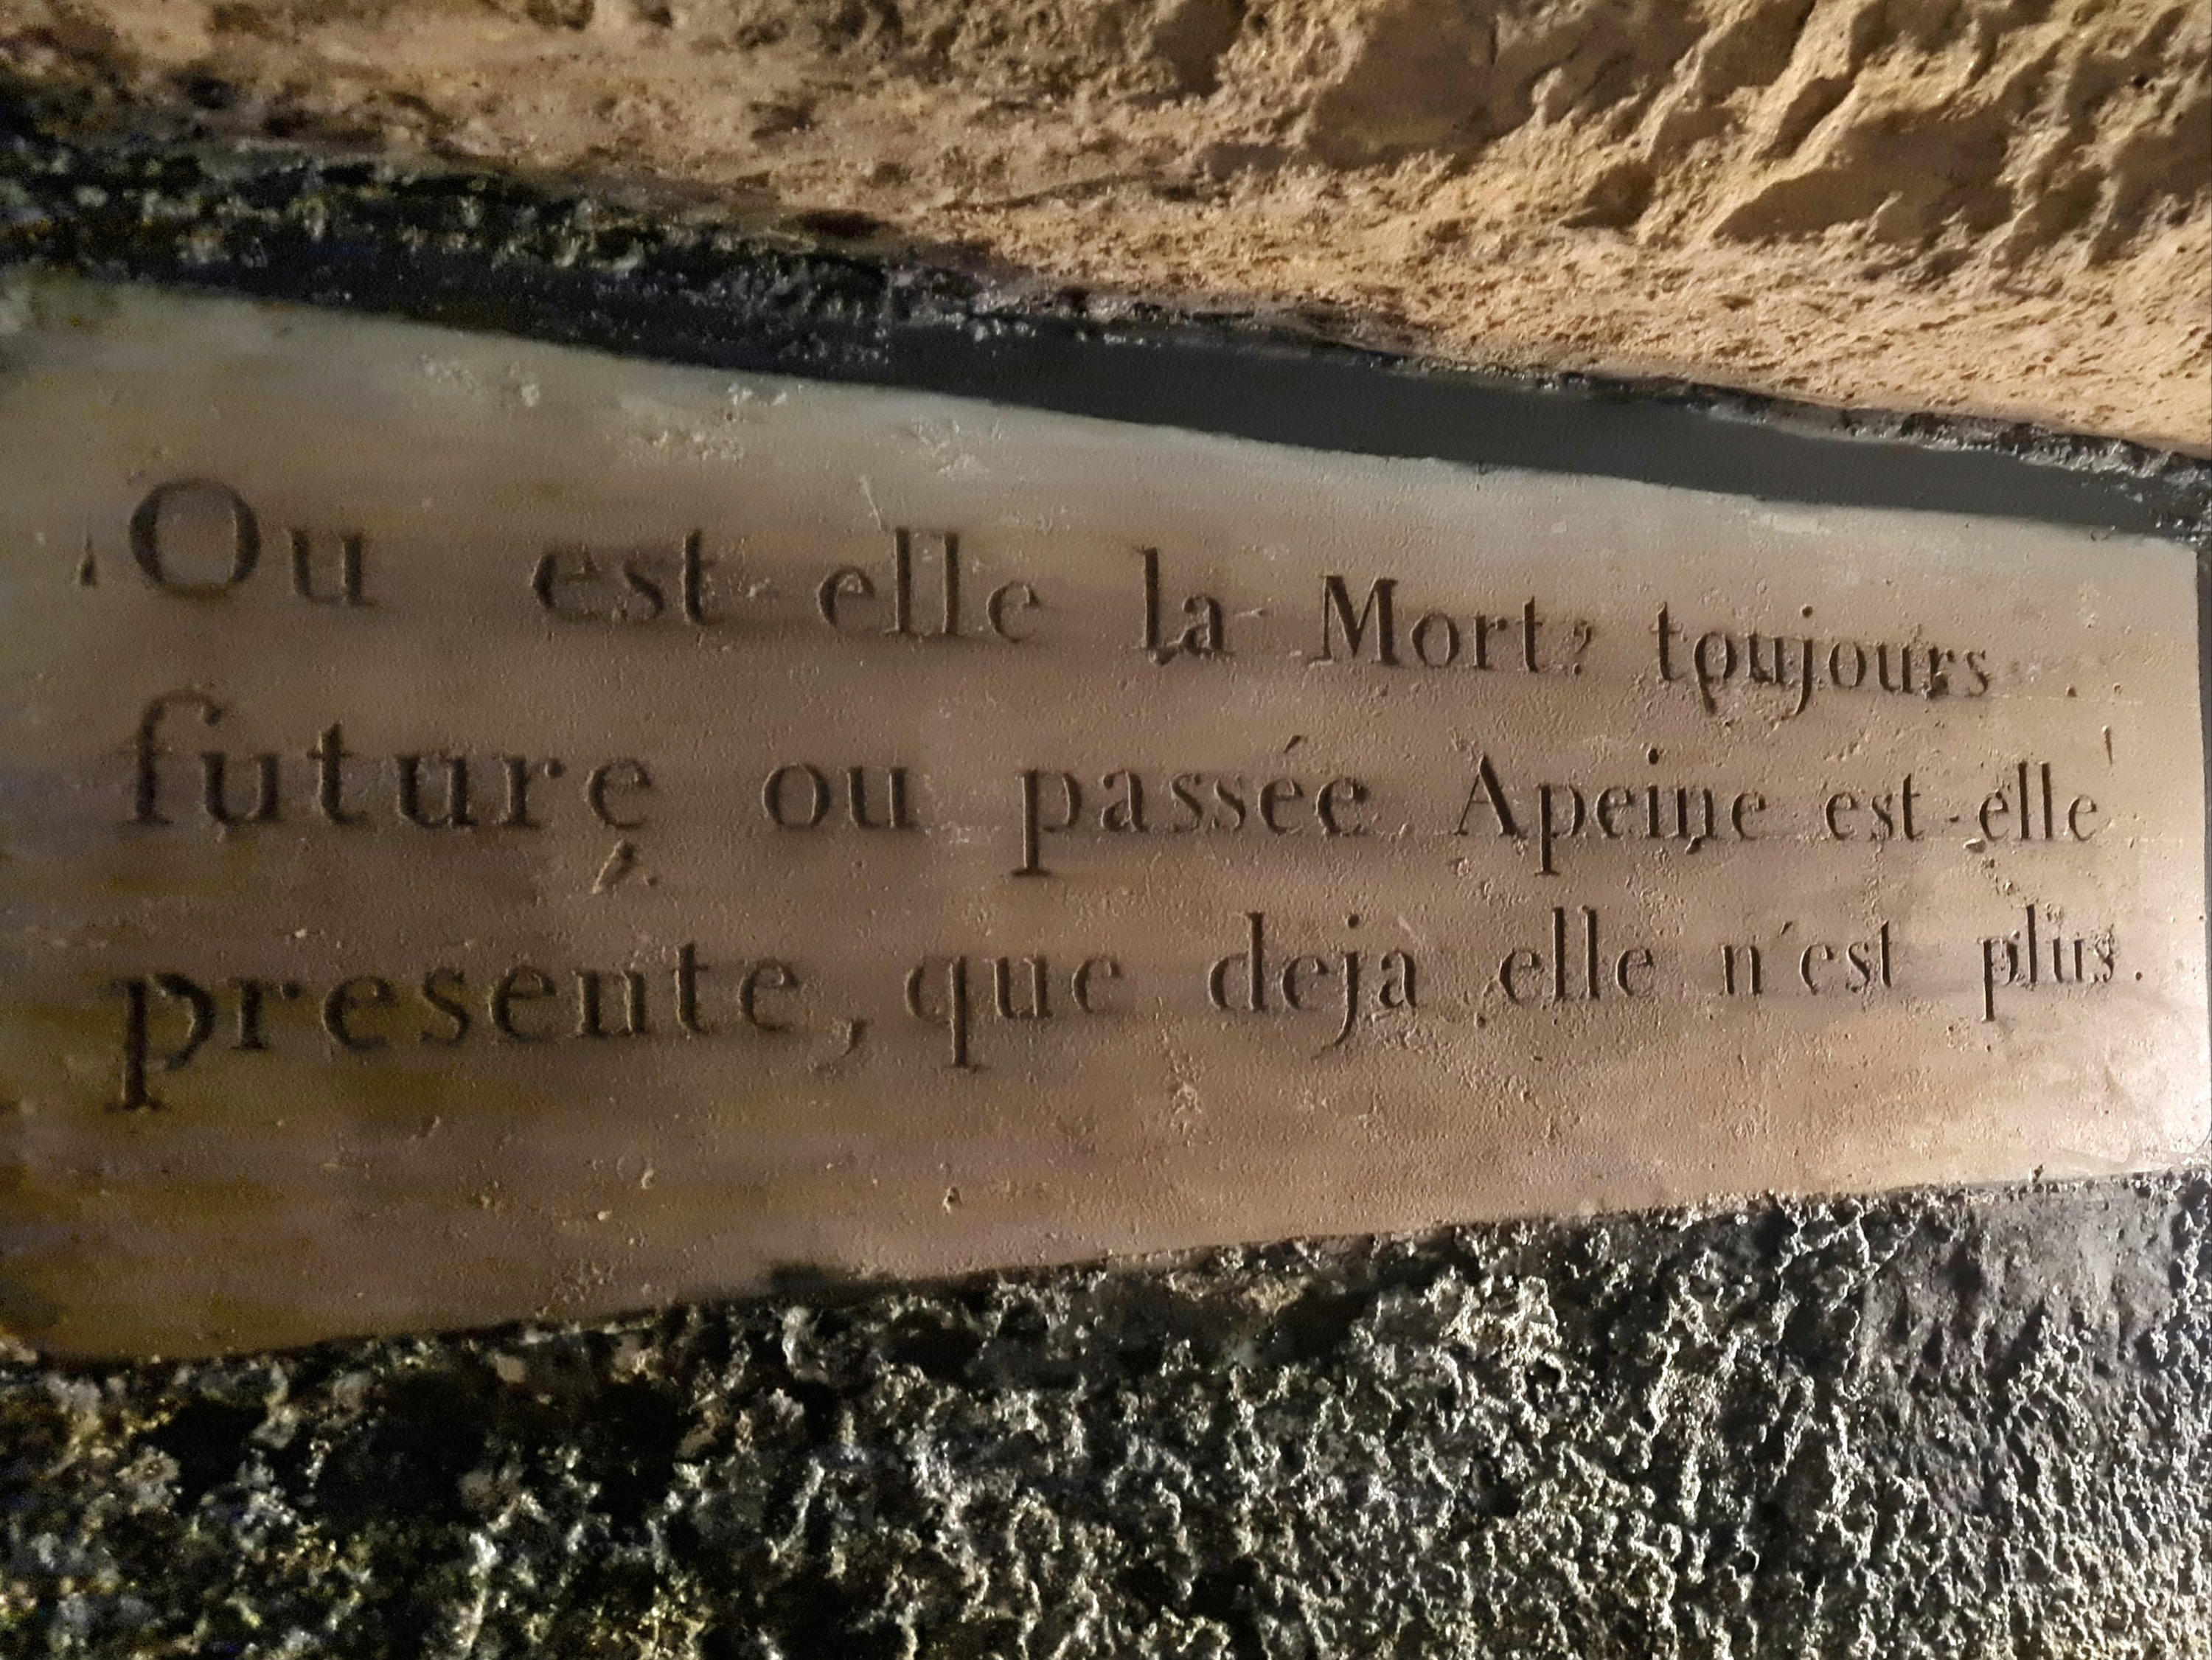 Ou est-elle la Mort? toujours
future ou passée Apeine est-elle
presente, que deja elle n'est plus.